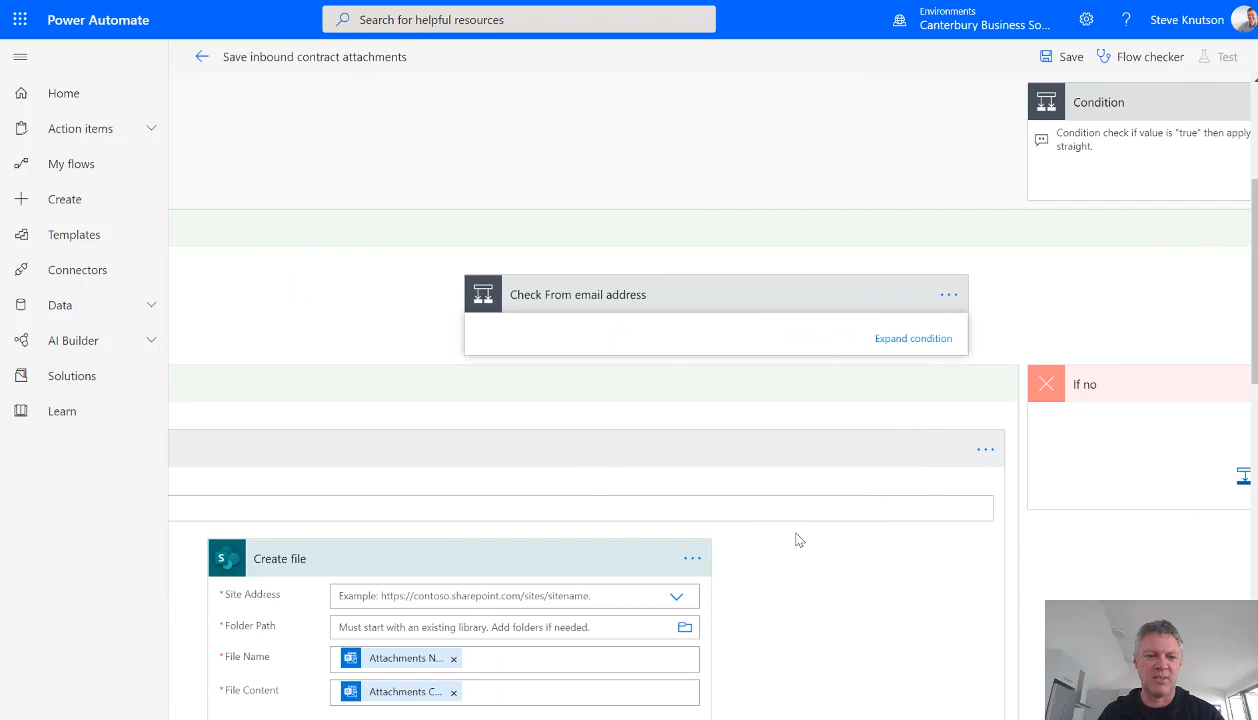 Power Automate
Search for helpful resources
Environments
Canterbury Business So...
Steve Knutson
Save inbound contract attachments
Save
Flow checker
Test
Home
Action items
My flows
Create
Templates
Connectors
Data
AI Builder
Solutions
Learn
Condition
Condition check if value is "true" then apply
straight.
Check From email address
Expand condition
If no
Create file
* Site Address
Example: https://contoso.sharepoint.com/sites/sitename.
* Folder Path
Must start with an existing library. Add folders if needed.
* File Name
Attachments N... ×
* File Content
Attachments C... ×